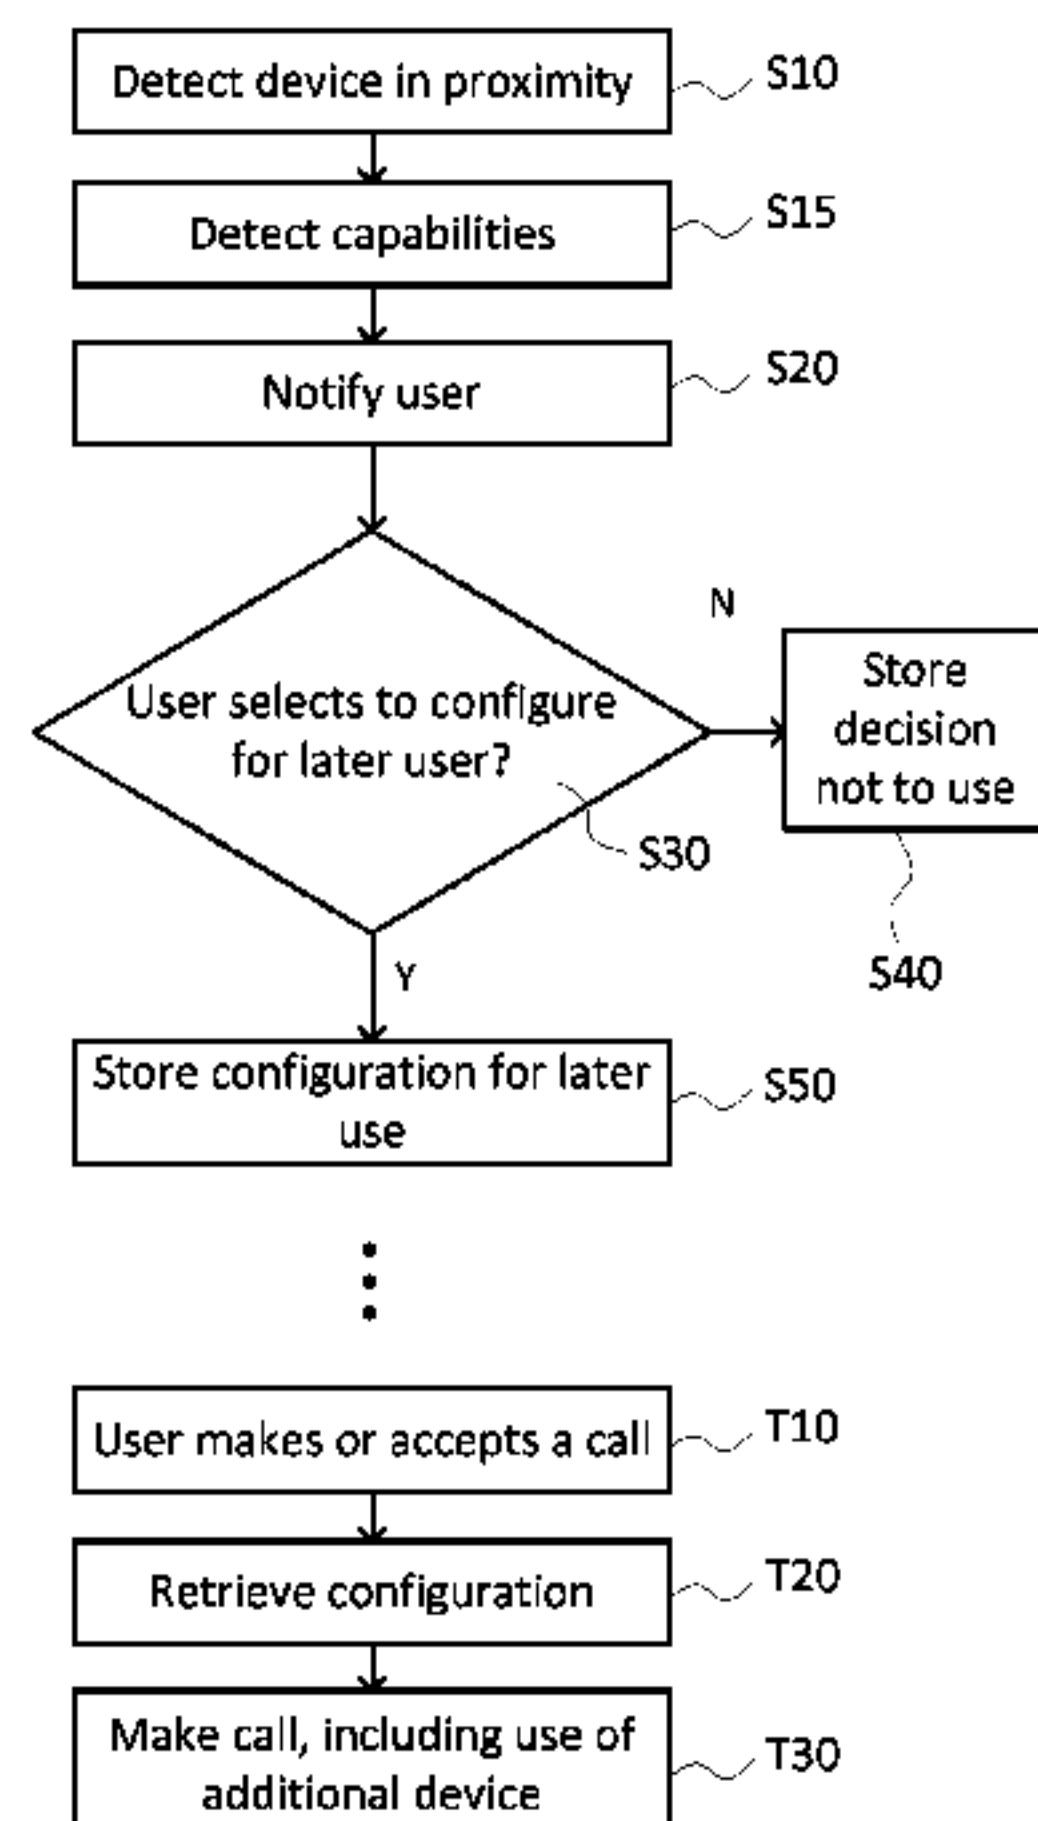 Detect device in proximity
S10
Detect capabilities
S15
Notify user
S20
N
User selects to configure
for later user?
S30
Store
decision
not to use
S40
Y
Store configuration for later
use
S50
User makes or accepts a call
T10
Retrieve configuration
T20
Make call, including use of
additional device
T30